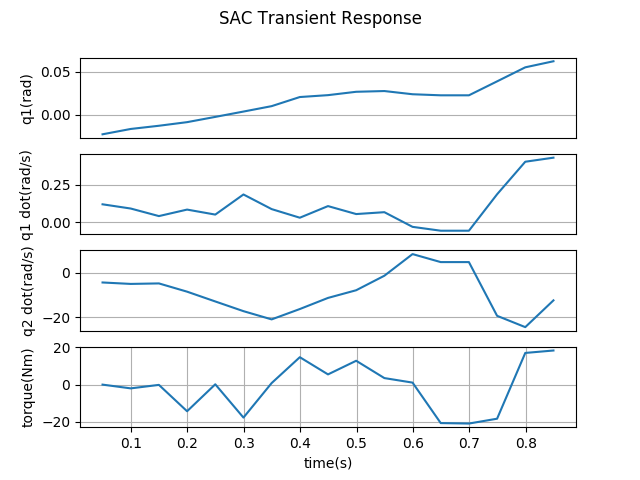 SAC Transient Response
q1(rad)
0.05
0.00
q1 dot(rad/s)
0.25
0.00
q2 dot(rad/s)
0
−20
torque(Nm)
20
0
−20
0.1 0.2 0.3 0.4 0.5 0.6 0.7 0.8
time(s)